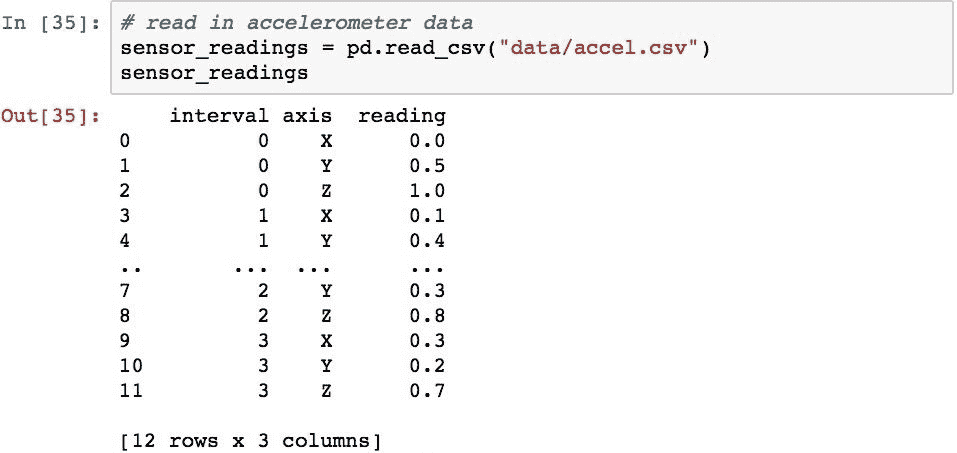 In [35]: # read in accelerometer data
sensor_readings = pd.read_csv("data/accel.csv")
sensor_readings
Out[35]: interval axis reading
0 0 X 0.0
1 0 Y 0.5
2 0 Z 1.0
3 1 X 0.1
4 1 Y 0.4
.. ... ... ...
7 2 Y 0.3
8 2 Z 0.8
9 3 X 0.3
10 3 Y 0.2
11 3 Z 0.7
[12 rows x 3 columns]